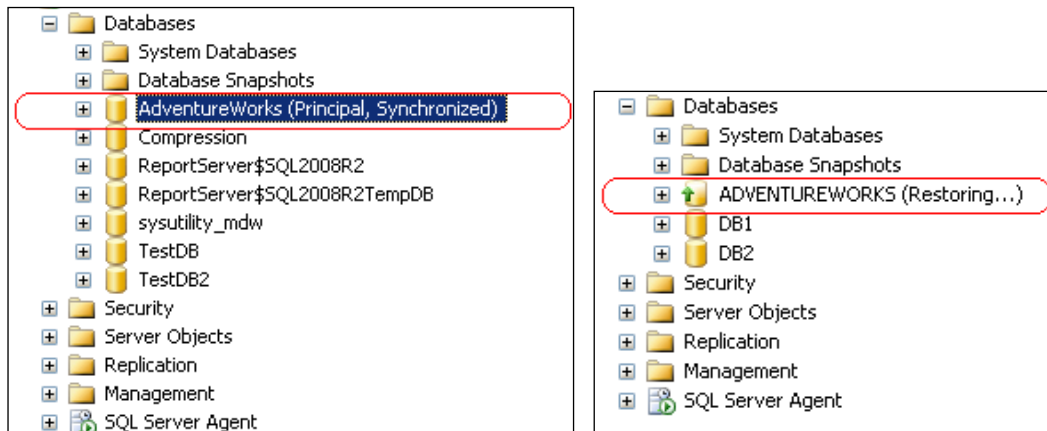 Databases
System Databases
Database Snapshots
AdventureWorks (Principal, Synchronized)
Compression
ReportServer$SQL2008R2
ReportServer$SQL2008R2TempDB
sysutility_mdw
TestDB
TestDB2
Security
Server Objects
Replication
Management
SQL Server Agent
Databases
System Databases
Database Snapshots
ADVENTUREWORKS (Restoring...)
DB1
DB2
Security
Server Objects
Replication
Management
SQL Server Agent